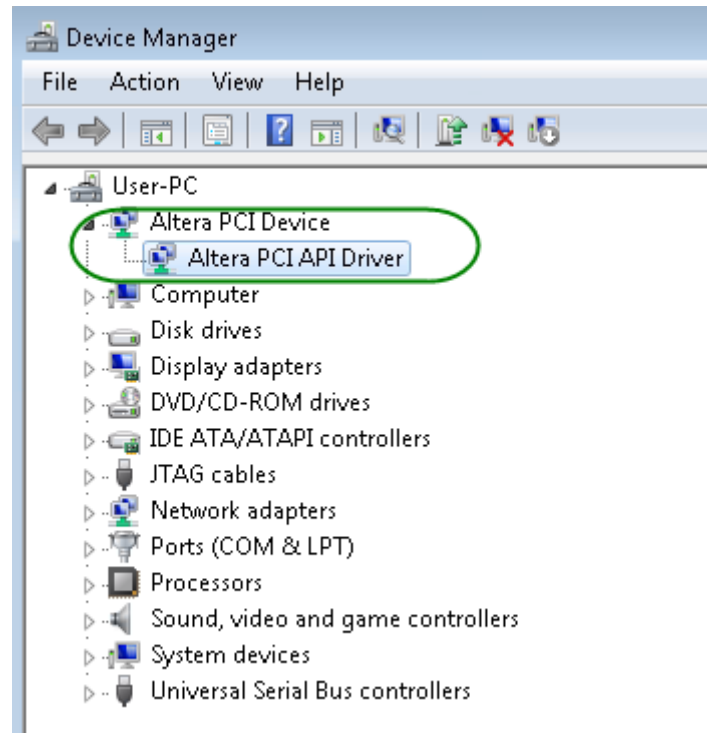 Device Manager
File Action View Help
User-PC
Altera PCI Device
Altera PCI API Driver
Computer
Disk drives
Display adapters
DVD/CD-ROM drives
IDE ATA/ATAPI controllers
JTAG cables
Network adapters
Ports (COM & LPT)
Processors
Sound, video and game controllers
System devices
Universal Serial Bus controllers